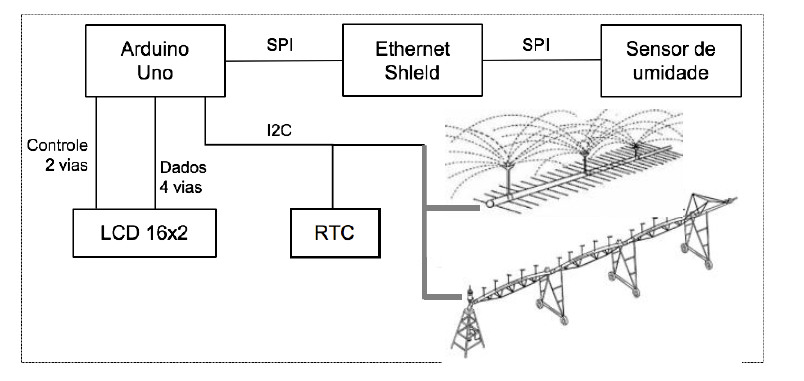 Arduino
Uno
SPI
Ethernet
Shleld
SPI
Sensor de
umidade
Controle
2 vias
Dados
4 vias
I2C
LCD 16x2
RTC